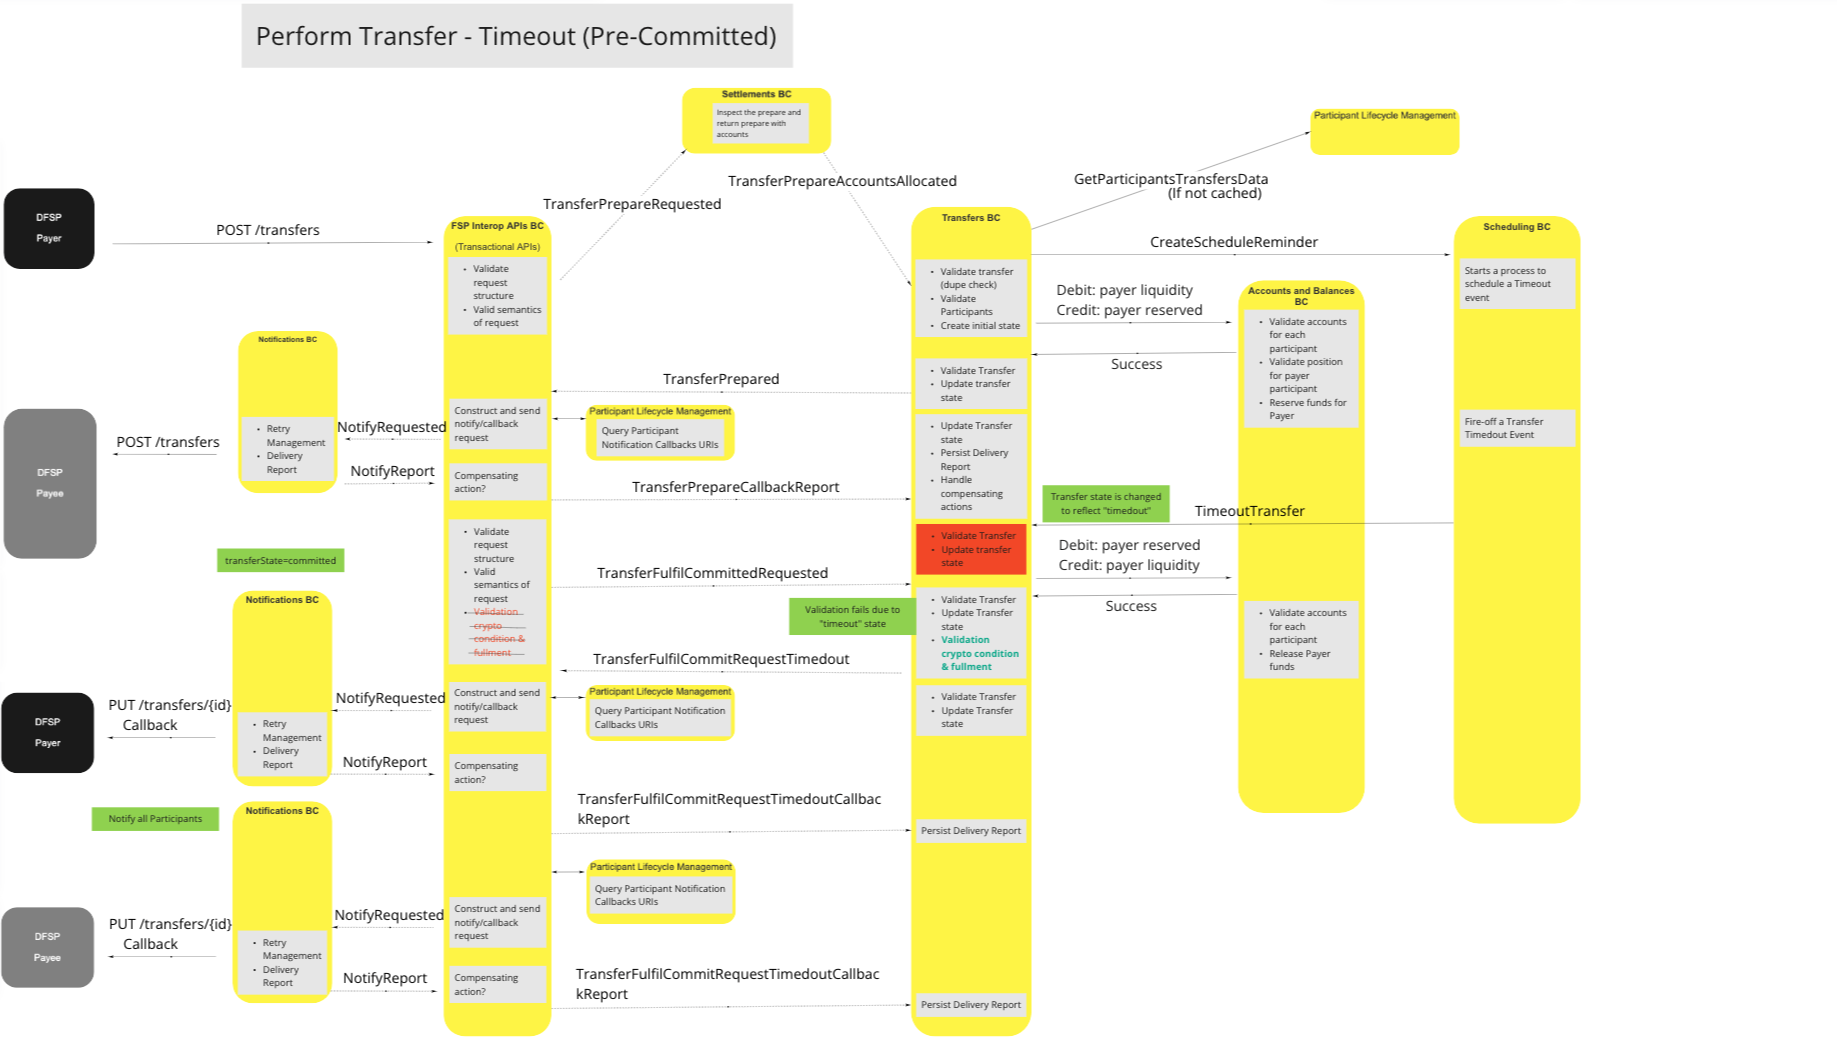 Perform Transfer - Timeout (Pre-Committed)
Settlements BC
Inspect the prepare and
return prepare with
accounts
Participant Lifecycle Management
TransferPrepareAccountsAllocated
GetParticipantsTransfersData
(If not cached)
TransferPrepareRequested
DFSP
Payer
POST /transfers
FSP Interop APIs BC
(Transactional APIs)
• Validate
request
structure
• Valid semantics
of request
Transfers BC
• Validate transfer
(dupe check)
• Validate
Participants
• Create initial state
CreateScheduleReminder
Scheduling BC
Starts a process to
schedule a Timeout
event
Debit: payer liquidity
Credit: payer reserved
Accounts and Balances
BC
• Validate accounts
for each
participant
• Validate position
for payer
participant
• Reserve funds for
Payer
Success
Notifications BC
TransferPrepared
• Validate Transfer
• Update transfer
state
Construct and send
notify/callback
request
Participant Lifecycle Management
Query Participant
Notification Callbacks URIs
Fire-off a Transfer
Timedout Event
DFSP
Payee
POST /transfers
• Retry
Management
• Delivery
Report
NotifyRequested
NotifyReport
Compensating
action?
TransferPrepareCallbackReport
• Update Transfer
state
• Persist Delivery
Report
• Handle
compensating
actions
Transfer state is changed
to reflect "timedout"
TimeoutTransfer
• Validate Transfer
• Update transfer
state
Debit: payer reserved
Credit: payer liquidity
transferState=committed
• Validate
request
structure
• Valid
semantics of
request
• Validation
crypto
condition &
fullment
TransferFulfilCommittedRequested
Validation fails due to
"timeout" state
• Validate Transfer
• Update Transfer
state
• Validation
crypto condition
& fullment
Success
• Validate accounts
for each
participant
• Release Payer
funds
Notifications BC
TransferFulfilCommitRequestTimedout
DFSP
Payer
PUT /transfers/{id}
Callback
• Retry
Management
• Delivery
Report
NotifyRequested
Construct and send
notify/callback
request
Participant Lifecycle Management
Query Participant Notification
Callbacks URIs
• Validate Transfer
• Update Transfer
state
NotifyReport
Compensating
action?
Notify all Participants
Notifications BC
TransferFulfilCommitRequestTimedoutCallbac
kReport
Persist Delivery Report
Participant Lifecycle Management
Query Participant Notification
Callbacks URIs
DFSP
Payee
PUT /transfers/{id}
Callback
• Retry
Management
• Delivery
Report
NotifyRequested
Construct and send
notify/callback
request
NotifyReport
Compensating
action?
TransferFulfilCommitRequestTimedoutCallbac
kReport
Persist Delivery Report